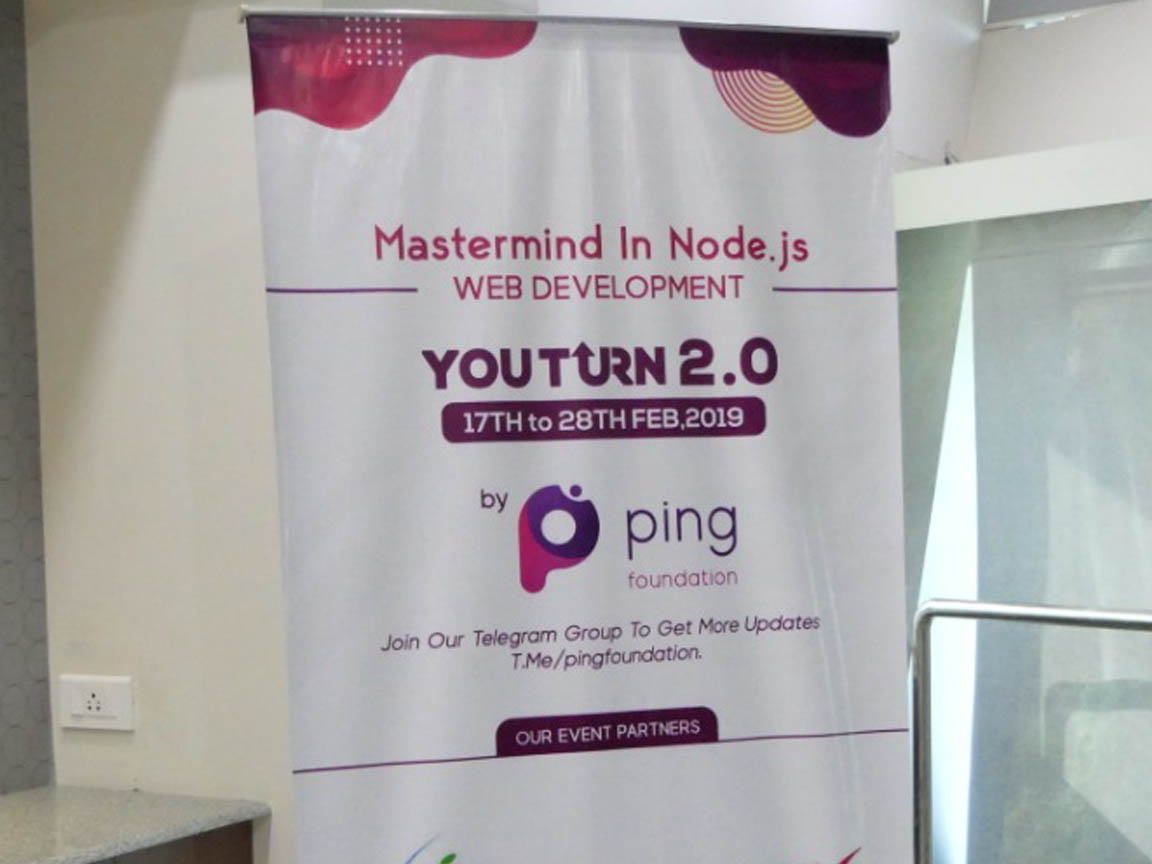 Mastermind In Node.js
WEB DEVELOPMENT
YOUTURN 2.0
17TH to 28TH FEB,2019
by
ping
foundation
Join Our Telegram Group To Get More Updates
T.Me/pingfoundation.
OUR EVENT PARTNERS